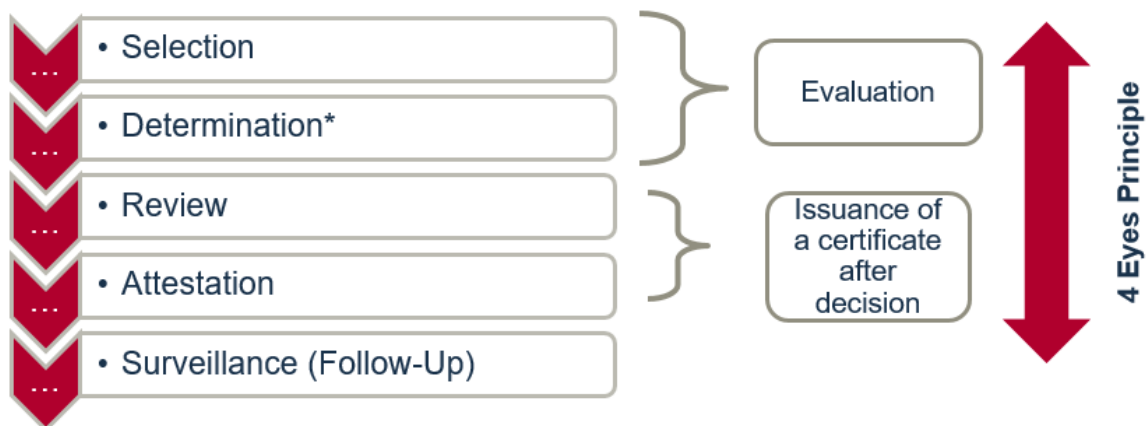 ...
• Selection
...
• Determination*
...
• Review
...
• Attestation
...
• Surveillance (Follow-Up)
Evaluation
Issuance of
a certificate
after
decision
4 Eyes Principle